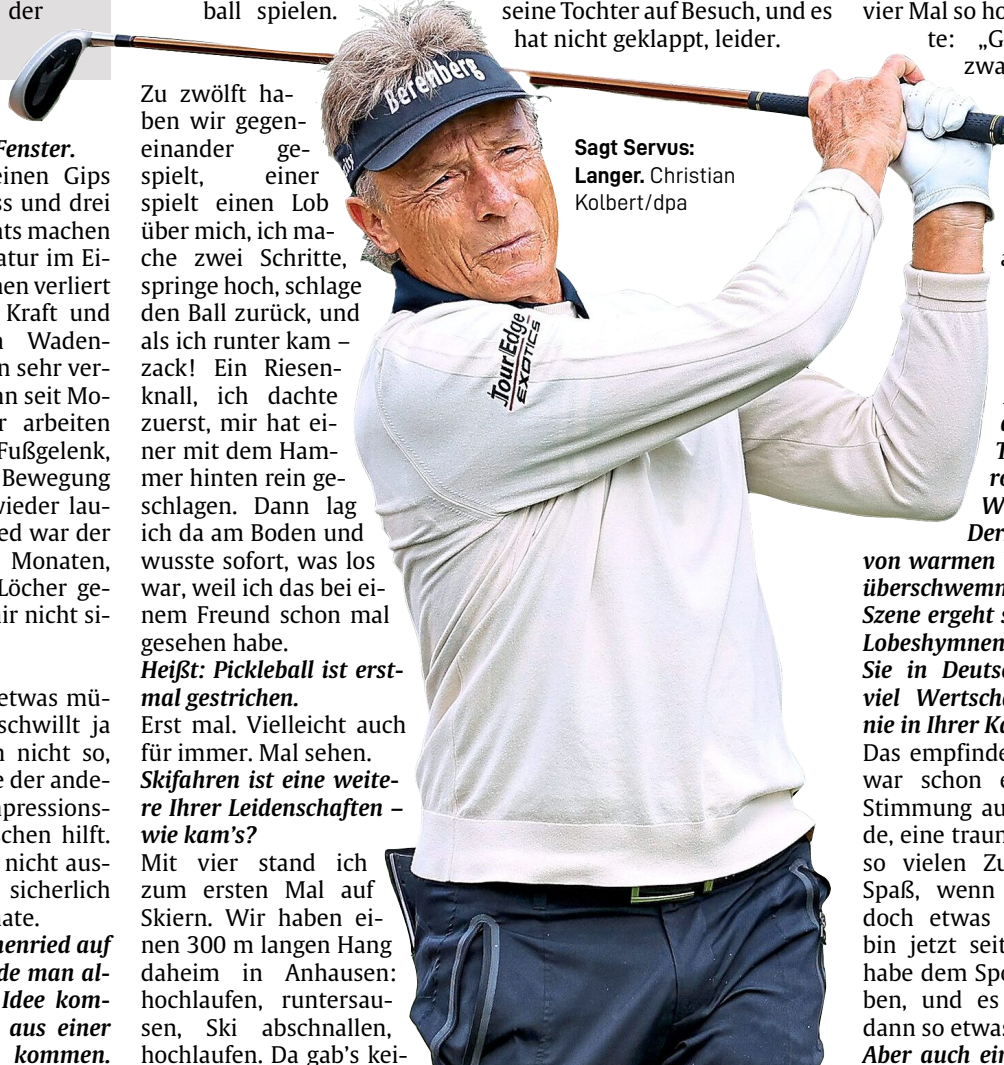 der
Fenster.
einen Gips
ss und drei
nts machen
atur im Ei-
nen verliert
Kraft und
n Waden-
n sehr ver-
nn seit Mo-
r arbeiten
Fußgelenk,
Bewegung
wieder lau-
ed war der
Monaten,
Löcher ge-
ir nicht si-
etwas mü-
schwillt ja
n nicht so,
e der ande-
mpressions-
schen hilft.
nicht aus-
sicherlich
nate.
nenried auf
de man al-
Idee kom-
aus einer
kommen.
ball spielen.
Zu zwölft ha-
ben wir gegen-
einander ge-
spielt, einer
spielt einen Lob
über mich, ich ma-
che zwei Schritte,
springe hoch, schlage
den Ball zurück, und
als ich runter kam –
zack! Ein Riesen-
knall, ich dachte
zuerst, mir hat ei-
ner mit dem Ham-
mer hinten rein ge-
schlagen. Dann lag
ich da am Boden und
wusste sofort, was los
war, weil ich das bei ei-
nem Freund schon mal
gesehen habe.
Heißt: Pickleball ist erst-
mal gestrichen.
Erst mal. Vielleicht auch
für immer. Mal sehen.
Skifahren ist eine weite-
re Ihrer Leidenschaften –
wie kam's?
Mit vier stand ich
zum ersten Mal auf
Skiern. Wir haben ei-
nen 300 m langen Hang
daheim in Anhausen:
hochlaufen, runtersau-
sen, Ski abschnallen,
hochlaufen. Da gab's kei-
seine Tochter auf Besuch, und es
hat nicht geklappt, leider.
Berenberg
Sagt Servus:
Langer. Christian
Kolbert/dpa
Tour Edge
EXOTICS
vier Mal so ho
te: „G
zwa
a
T
ro
W
Der
von warmen
überschwemm
Szene ergeht s
Lobeshymnen
Sie in Deutsc
viel Wertscha
nie in Ihrer Ka
Das empfinde
war schon e
Stimmung au
de, eine traum
so vielen Zu
Spaß, wenn
doch etwas
bin jetzt seit
habe dem Spo
ben, und es
dann so etwas
Aber auch ein